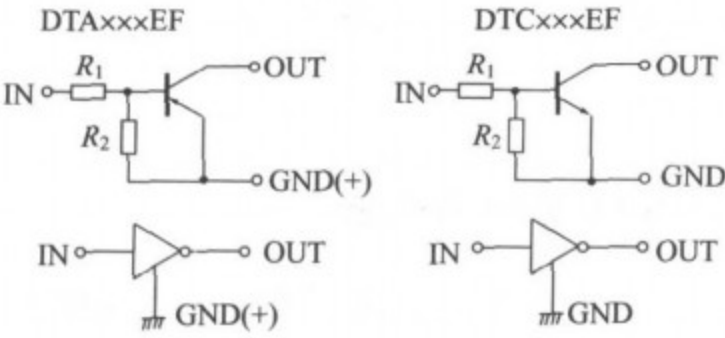 DTA×××EF
R₁
OUT
IN
R₂
GND(+)
IN
OUT
GND(+)
DTC×××EF
R₁
OUT
IN
R₂
GND
IN
OUT
GND